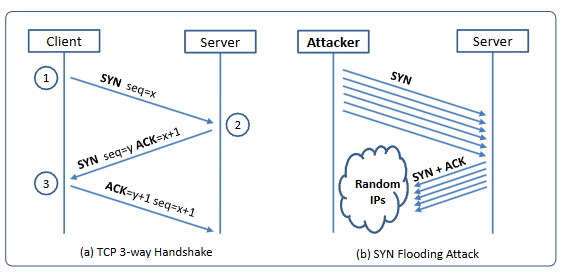 Client
Server
1
SYN seq=x
2
SYN seq=y ACK=x+1
3
ACK=y+1 seq=x+1
(a) TCP 3-way Handshake
Attacker
Server
SYN
SYN + ACK
Random
IPs
(b) SYN Flooding Attack